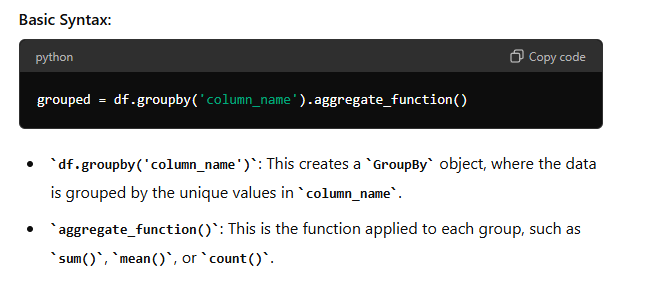 Basic Syntax:
python
Copy code
grouped = df.groupby('column_name').aggregate_function()
• `df.groupby('column_name')`: This creates a `GroupBy` object, where the data
is grouped by the unique values in `column_name`.
• `aggregate_function()`: This is the function applied to each group, such as
`sum()`, `mean()`, or `count()`.